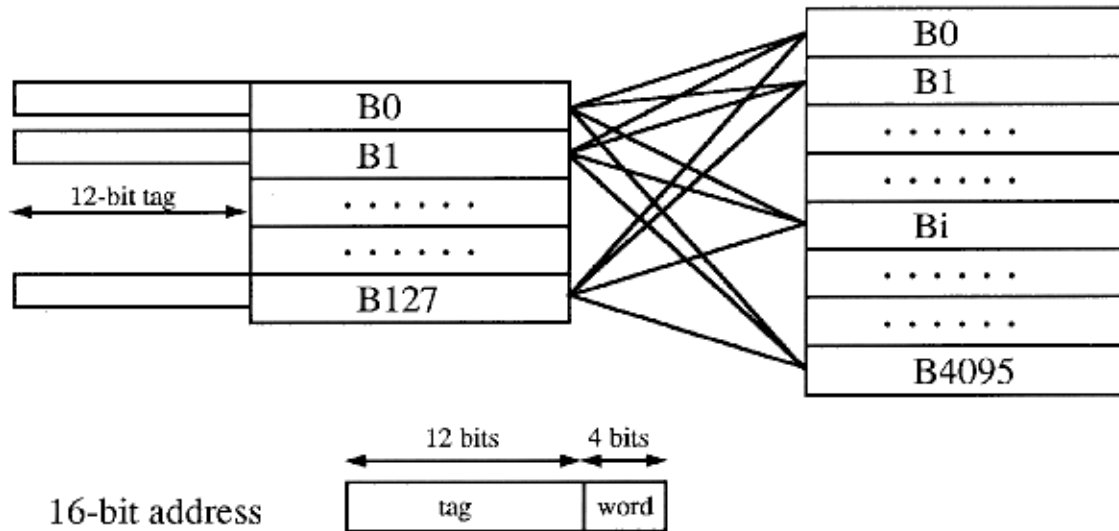 B0
B1
. . . . . .
. . . . . .
B127
12-bit tag
B0
B1
. . . . . .
. . . . . .
Bi
. . . . . .
. . . . . .
B4095
12 bits
4 bits
16-bit address
tag
word